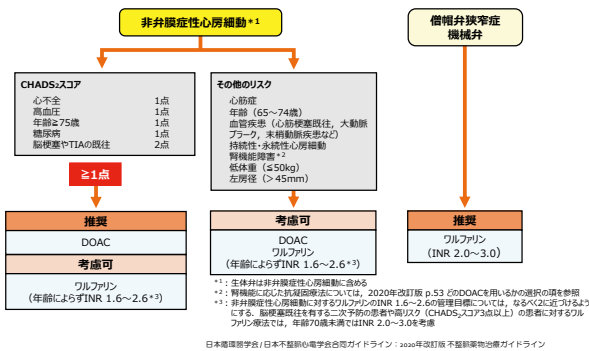 非弁膜症性心房細動*1
僧帽弁狭窄症
機械弁
CHADS₂スコア
心不全 1点
高血圧 1点
年齢≧75歳 1点
糖尿病 1点
脳梗塞やTIAの既往 2点
≧1点
その他のリスク
心筋症
年齢（65～74歳）
血管疾患（心筋梗塞既往，大動脈
プラーク，末梢動脈疾患など）
持続性・永続性心房細動
腎機能障害*2
低体重（≦50kg）
左房径（＞45mm）
推奨
DOAC
考慮可
ワルファリン
（年齢によらずINR 1.6～2.6*3）
考慮可
DOAC
ワルファリン
（年齢によらずINR 1.6～2.6*3）
推奨
ワルファリン
（INR 2.0～3.0）
*1：生体弁は非弁膜症性心房細動に含める
*2：腎機能に応じた抗凝固療法については，2020年改訂版 p.53 どのDOACを用いるかの選択の項を参照
*3：非弁膜症性心房細動に対するワルファリンのINR 1.6～2.6の管理目標については，なるべく2に近づけるよう
にする．脳梗塞既往を有する二次予防の患者や高リスク（CHADS₂スコア3点以上）の患者に対するワル
ファリン療法では，年齢70歳未満ではINR 2.0～3.0を考慮
日本循環器学会/日本不整脈心電学会合同ガイドライン：2020年改訂版 不整脈薬物治療ガイドライン